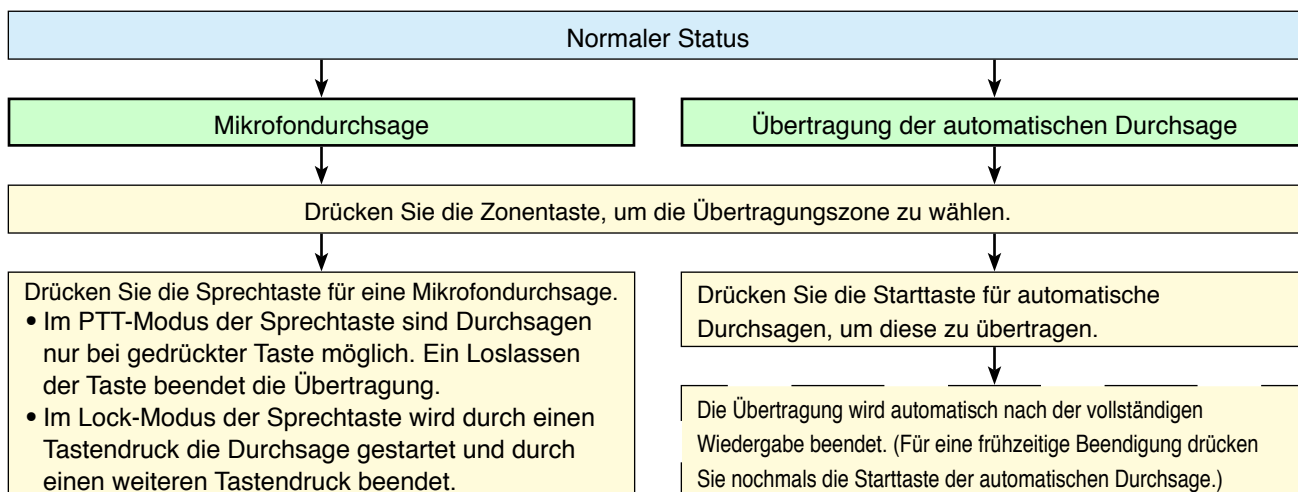 Normaler Status
Mikrofondurchsage
Übertragung der automatischen Durchsage
Drücken Sie die Zonentaste, um die Übertragungszone zu wählen.
Drücken Sie die Sprechtaste für eine Mikrofondurchsage.
• Im PTT-Modus der Sprechtaste sind Durchsagen
nur bei gedrückter Taste möglich. Ein Loslassen
der Taste beendet die Übertragung.
• Im Lock-Modus der Sprechtaste wird durch einen
Tastendruck die Durchsage gestartet und durch
einen weiteren Tastendruck beendet.
Drücken Sie die Starttaste für automatische
Durchsagen, um diese zu übertragen.
Die Übertragung wird automatisch nach der vollständigen
Wiedergabe beendet. (Für eine frühzeitige Beendigung drücken
Sie nochmals die Starttaste der automatischen Durchsage.)